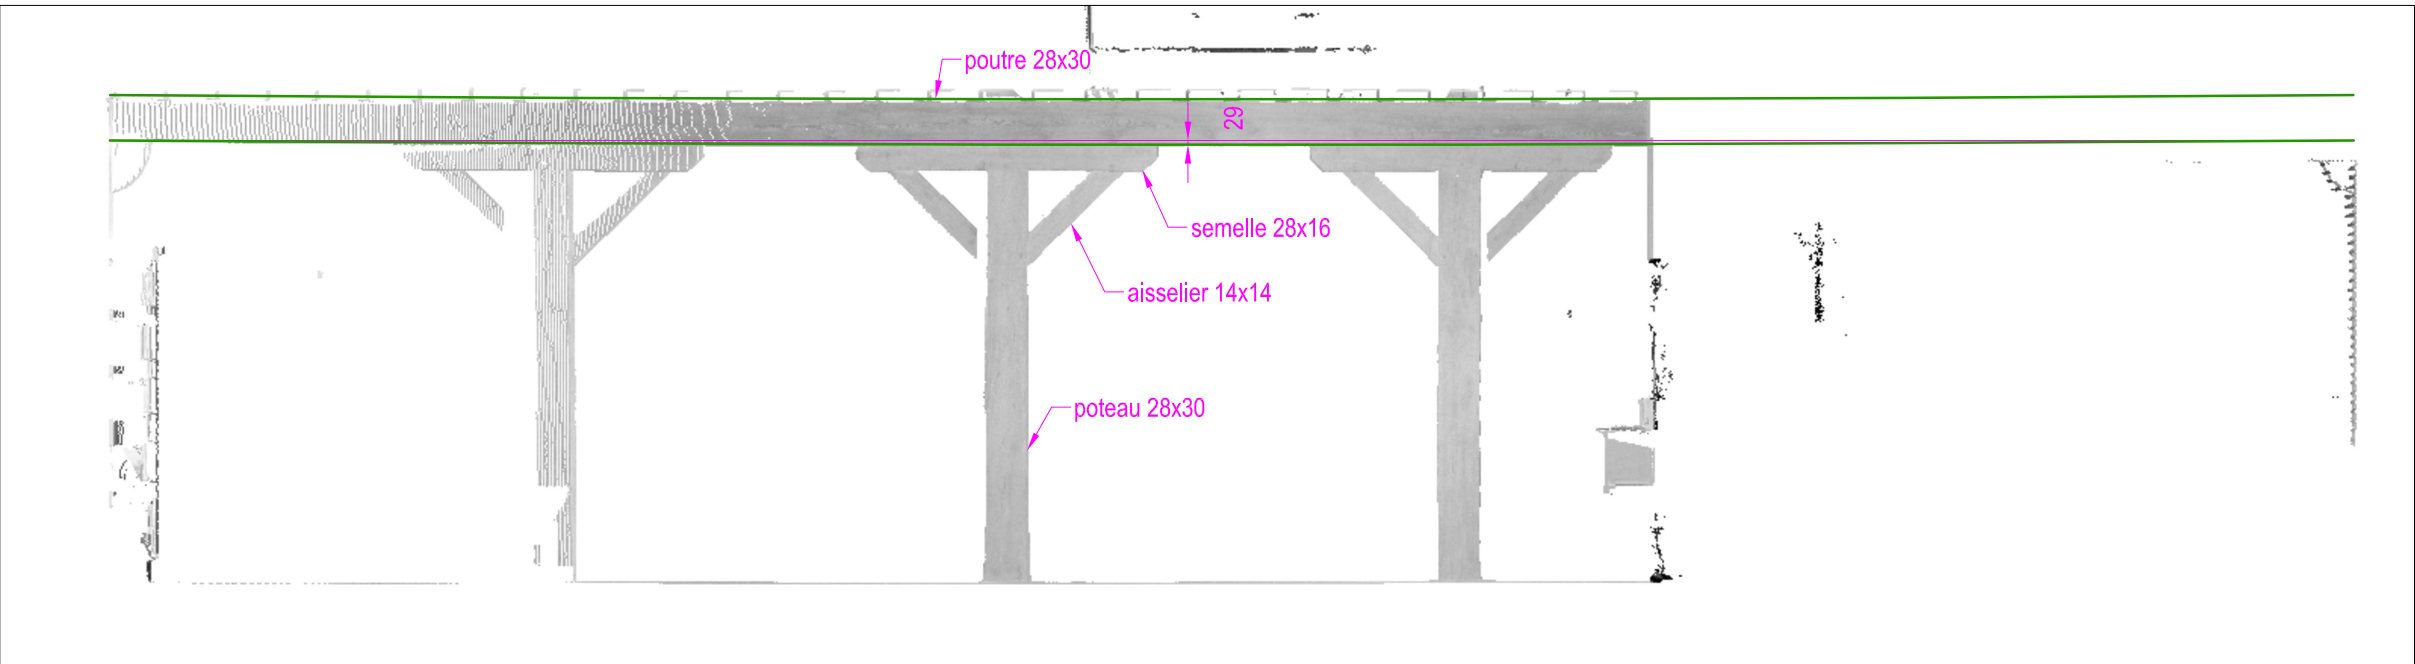 poutre 28x30
29
semelle 28x16
aisselier 14x14
poteau 28x30